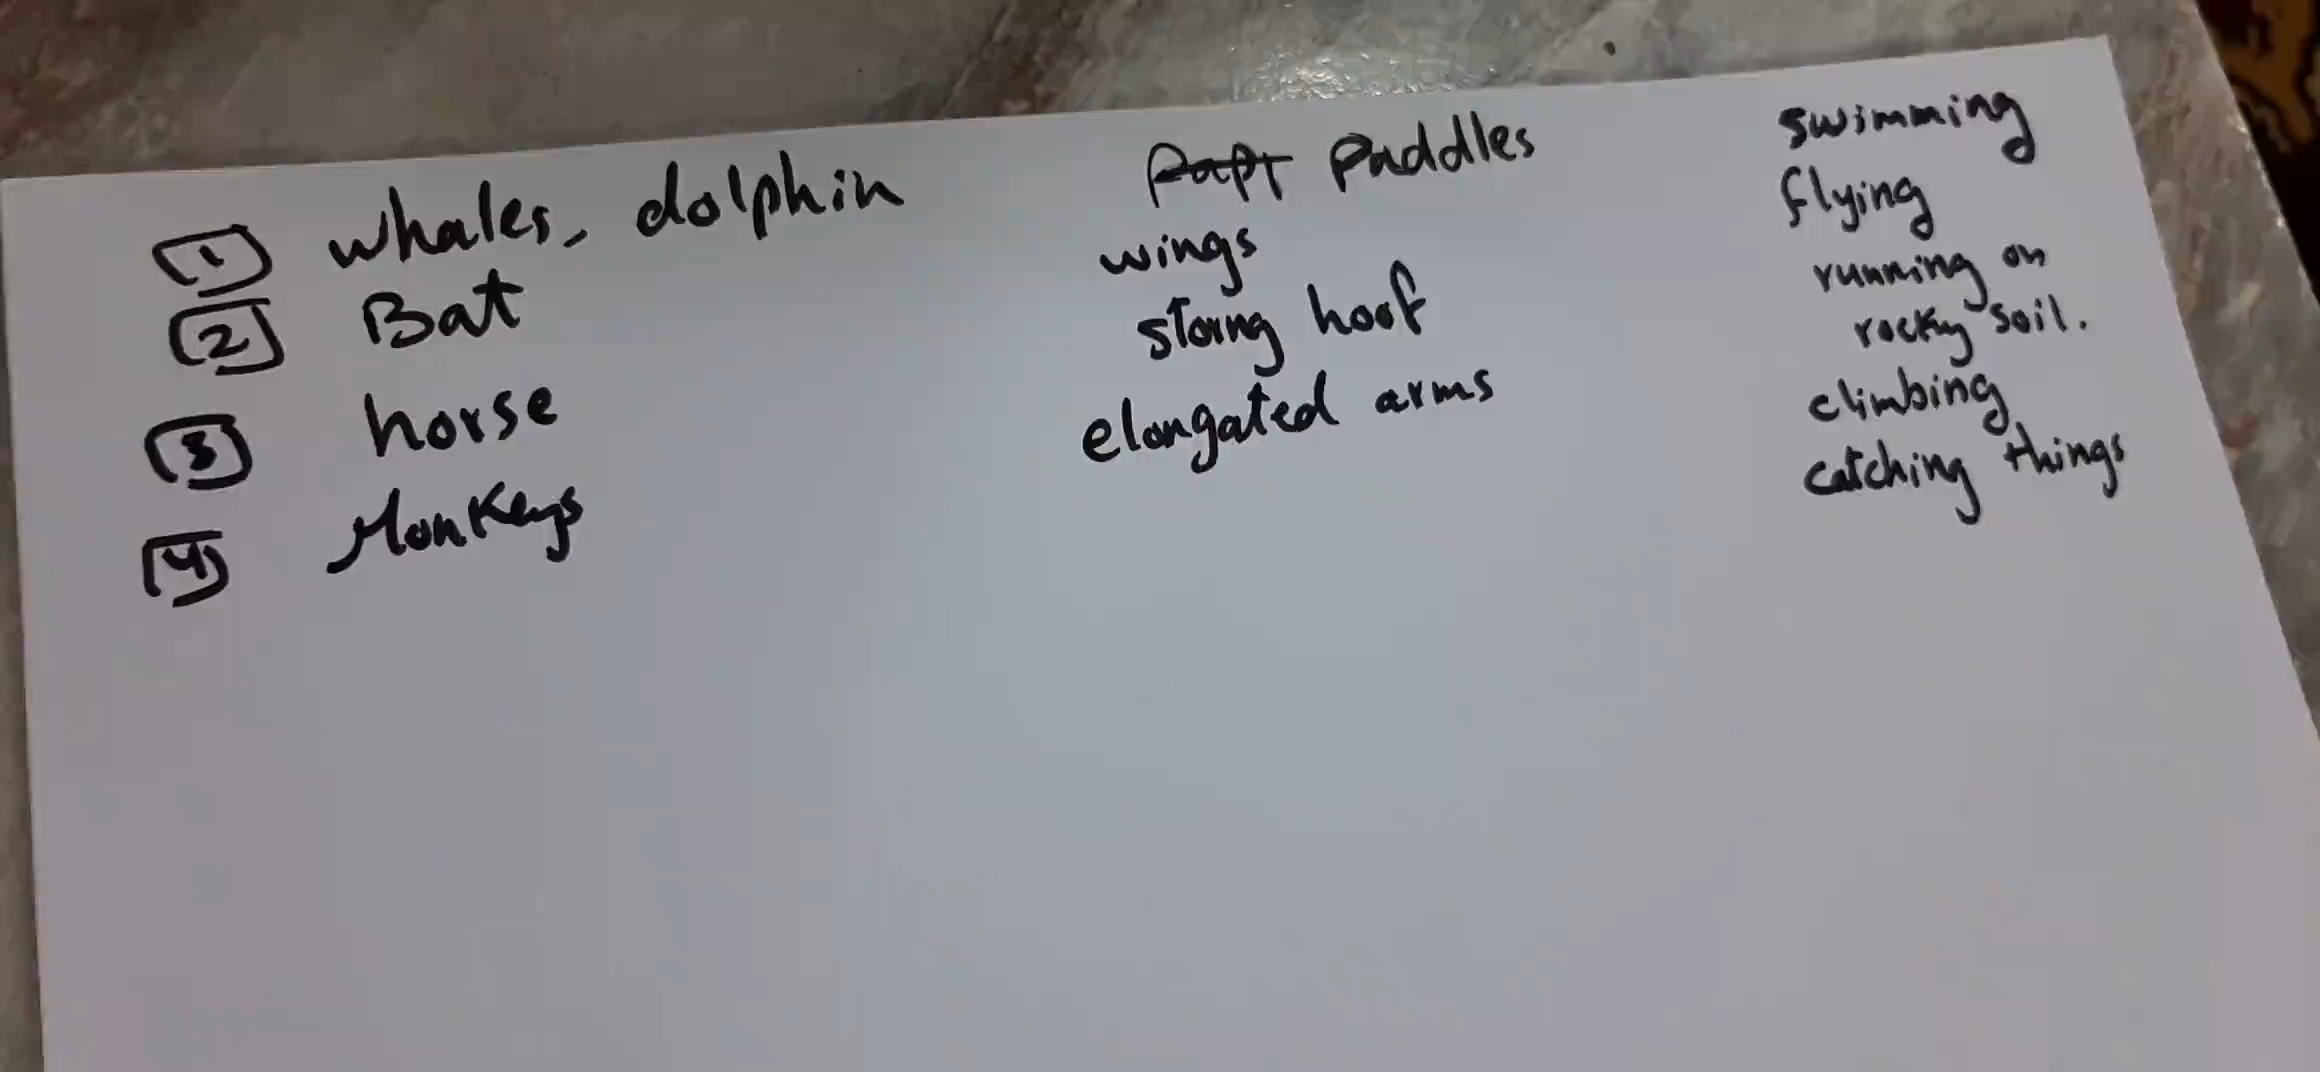 1 whales, dolphin paddles swimming
2 Bat wings flying
3 horse storng hoof running on
rocky soil.
4 Monkeys elongated arms climbing
catching things